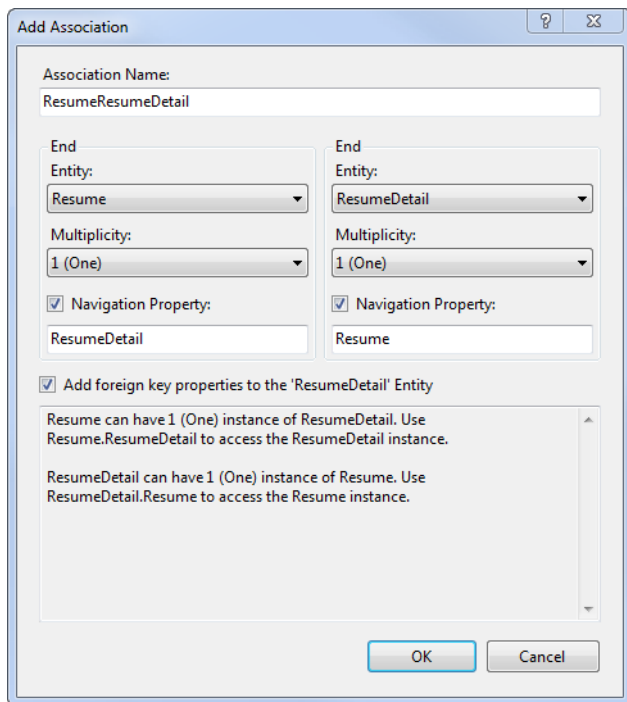 Add Association
?
Association Name:
ResumeResumeDetail
End
Entity:
Resume
Multiplicity:
1 (One)
Navigation Property:
ResumeDetail
End
Entity:
ResumeDetail
Multiplicity:
1 (One)
Navigation Property:
Resume
Add foreign key properties to the 'ResumeDetail' Entity
Resume can have 1 (One) instance of ResumeDetail. Use
Resume.ResumeDetail to access the ResumeDetail instance.
ResumeDetail can have 1 (One) instance of Resume. Use
ResumeDetail.Resume to access the Resume instance.
OK
Cancel